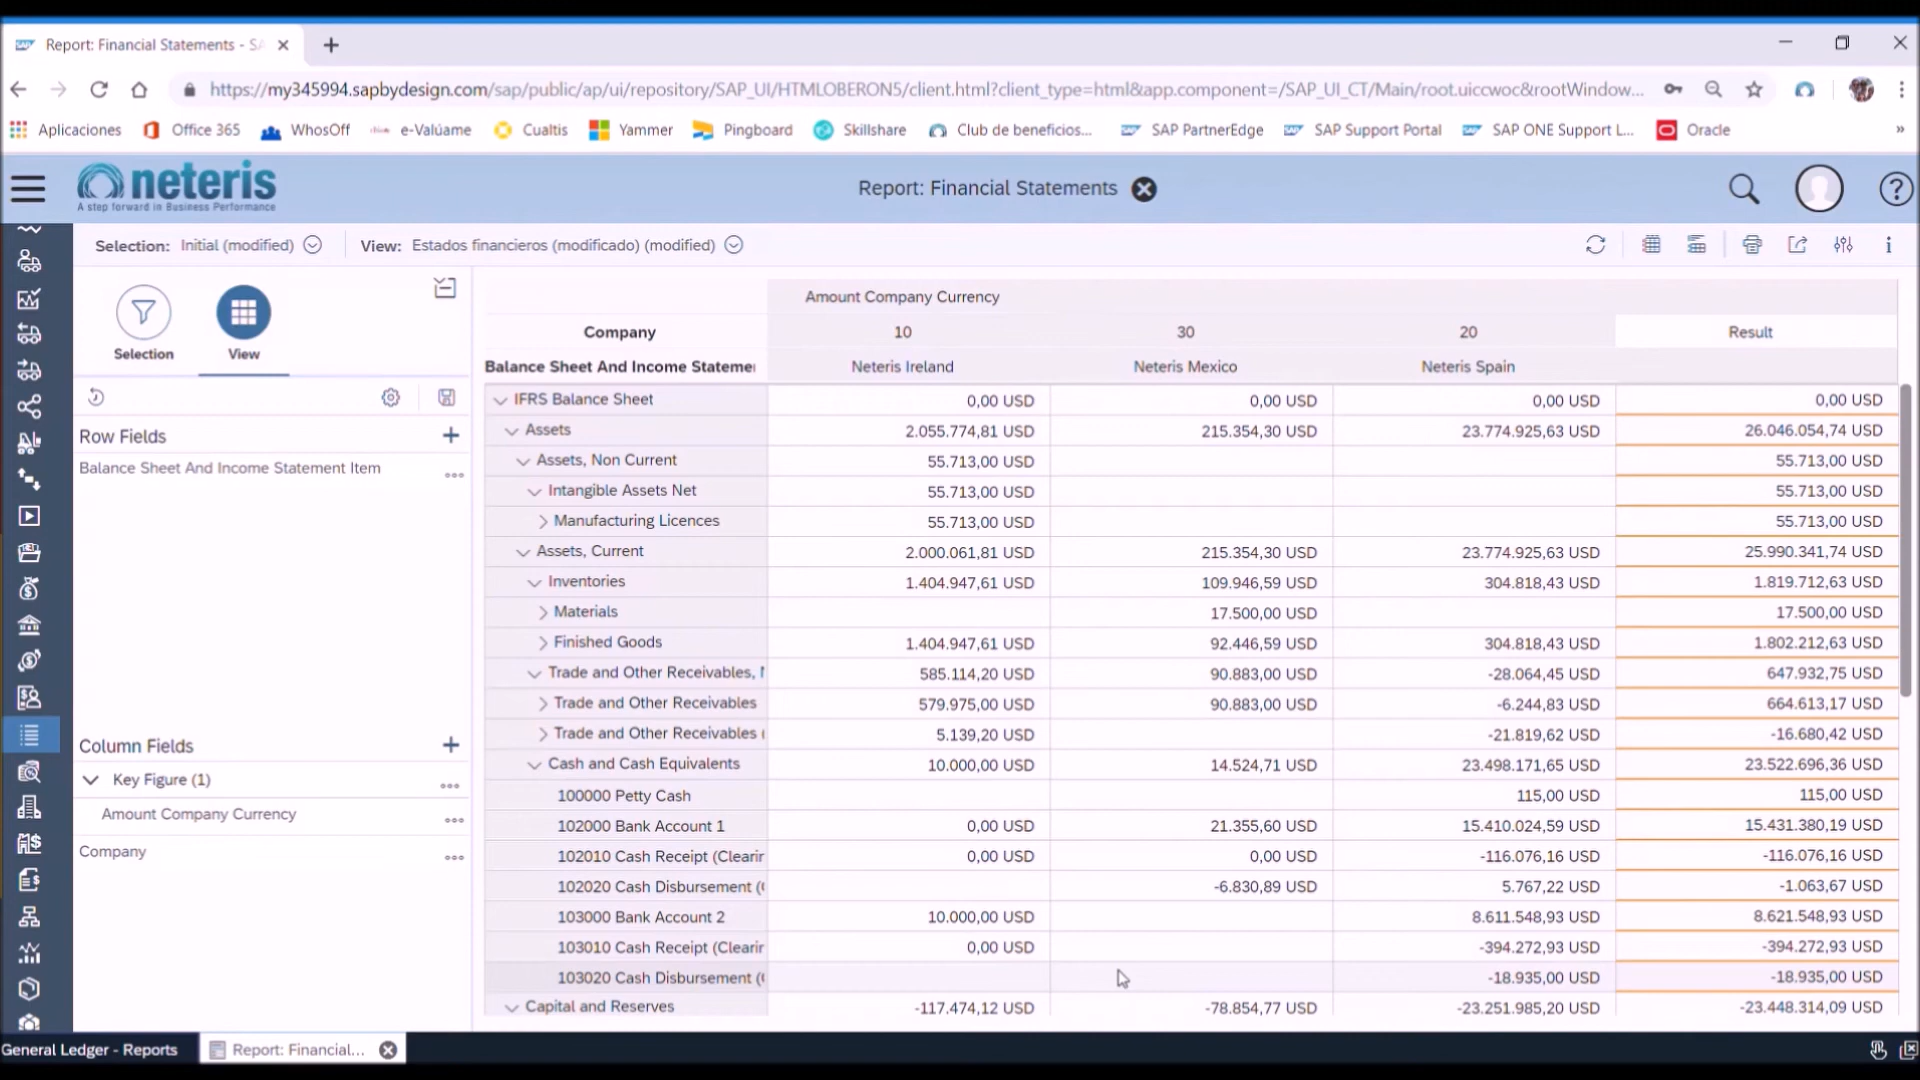 Report: Financial Statements - SA
https://my345994.sapbydesign.com/sap/public/ap/ui/repository/SAP_UI/HTMLOBERON5/client.html?client_type=html&app.component=/SAP_UI_CT/Main/root.uiccwoc&rootWindow...
Aplicaciones Office 365 WhosOff e-Valúame Cualtis Yammer Pingboard Skillshare Club de beneficios... SAP PartnerEdge SAP Support Portal SAP ONE Support L... Oracle »
neteris Report: Financial Statements
A step forward in Business Performance
Selection: Initial (modified) View: Estados financieros (modificado) (modified)
Selection View
Row Fields
Balance Sheet And Income Statement Item
Column Fields
Key Figure (1)
Amount Company Currency
Company
Amount Company Currency
Company 10 30 20 Result
Balance Sheet And Income Stateme Neteris Ireland Neteris Mexico Neteris Spain
IFRS Balance Sheet 0,00 USD 0,00 USD 0,00 USD 0,00 USD
Assets 2.055.774,81 USD 215.354,30 USD 23.774.925,63 USD 26.046.054,74 USD
Assets, Non Current 55.713,00 USD 55.713,00 USD
Intangible Assets Net 55.713,00 USD 55.713,00 USD
Manufacturing Licences 55.713,00 USD 55.713,00 USD
Assets, Current 2.000.061,81 USD 215.354,30 USD 23.774.925,63 USD 25.990.341,74 USD
Inventories 1.404.947,61 USD 109.946,59 USD 304.818,43 USD 1.819.712,63 USD
Materials 17.500,00 USD 17.500,00 USD
Finished Goods 1.404.947,61 USD 92.446,59 USD 304.818,43 USD 1.802.212,63 USD
Trade and Other Receivables, 585.114,20 USD 90.883,00 USD -28.064,45 USD 647.932,75 USD
Trade and Other Receivables 579.975,00 USD 90.883,00 USD -6.244,83 USD 664.613,17 USD
Trade and Other Receivables ( 5.139,20 USD -21.819,62 USD -16.680,42 USD
Cash and Cash Equivalents 10.000,00 USD 14.524,71 USD 23.498.171,65 USD 23.522.696,36 USD
100000 Petty Cash 115,00 USD 115,00 USD
102000 Bank Account 1 0,00 USD 21.355,60 USD 15.410.024,59 USD 15.431.380,19 USD
102010 Cash Receipt (Clearir 0,00 USD 0,00 USD -116.076,16 USD -116.076,16 USD
102020 Cash Disbursement ( -6.830,89 USD 5.767,22 USD -1.063,67 USD
103000 Bank Account 2 10.000,00 USD 8.611.548,93 USD 8.621.548,93 USD
103010 Cash Receipt (Clearir 0,00 USD -394.272,93 USD -394.272,93 USD
103020 Cash Disbursement ( -18.935,00 USD -18.935,00 USD
Capital and Reserves -117.474,12 USD -78.854,77 USD -23.251.985,20 USD -23.448.314,09 USD
General Ledger - Reports Report: Financial...